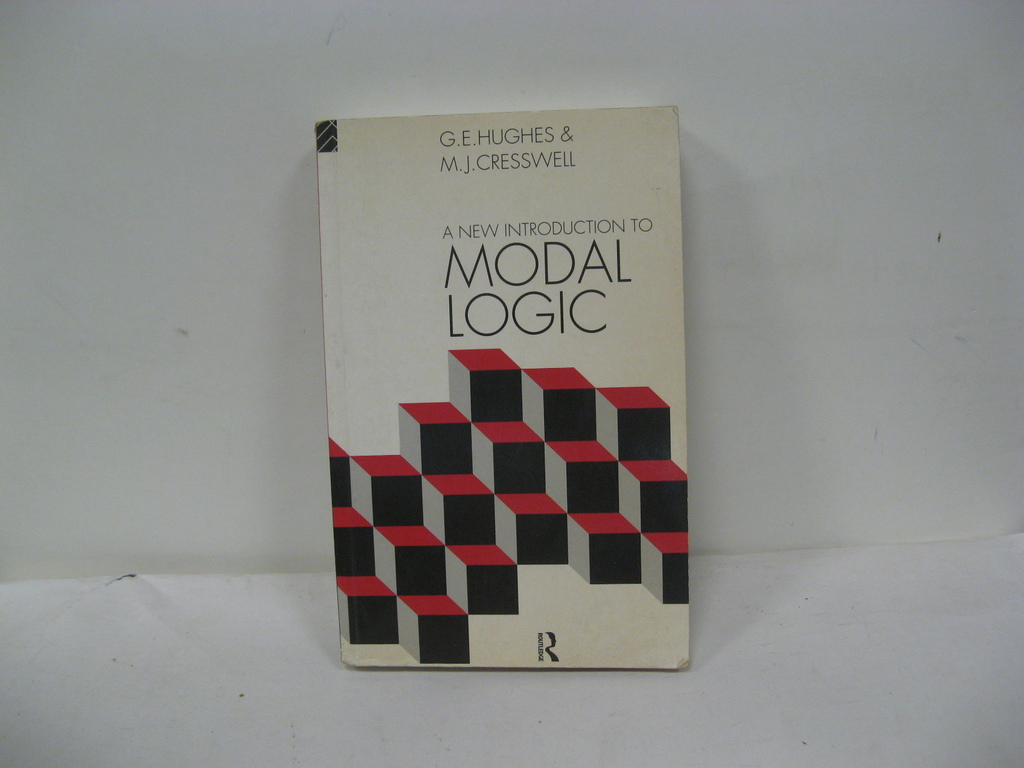 G.E.HUGHES &
M.J.CRESSWELL
A NEW INTRODUCTION TO
MODAL
LOGIC
ROUTLEDGE